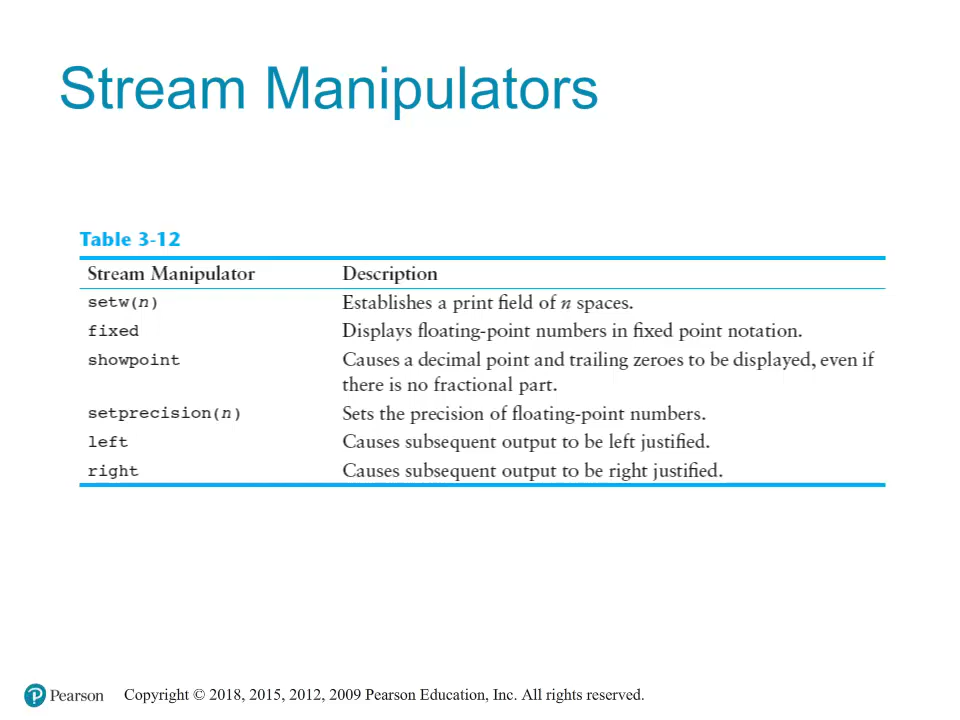 Stream Manipulators
Table 3-12
Stream Manipulator Description
setw(n) Establishes a print field of n spaces.
fixed Displays floating-point numbers in fixed point notation.
showpoint Causes a decimal point and trailing zeroes to be displayed, even if
there is no fractional part.
setprecision(n) Sets the precision of floating-point numbers.
left Causes subsequent output to be left justified.
right Causes subsequent output to be right justified.
P Pearson Copyright © 2018, 2015, 2012, 2009 Pearson Education, Inc. All rights reserved.